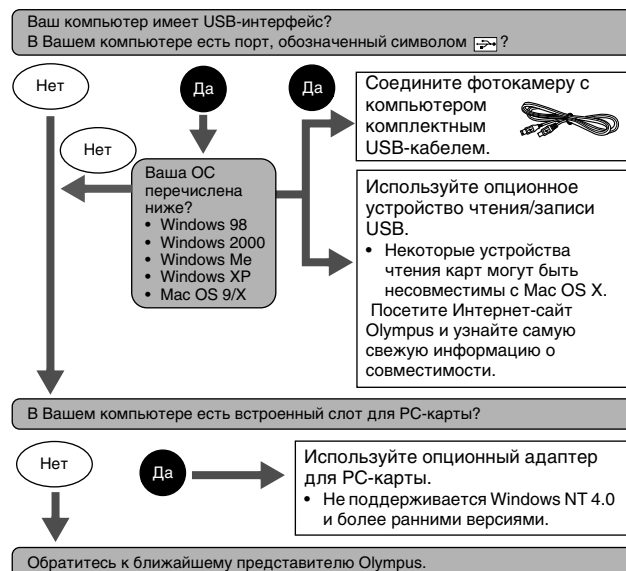 Ваш компьютер имеет USB-интерфейс?
В Вашем компьютере есть порт, обозначенный символом ?
Нет
Да
Да
Соедините фотокамеру с
компьютером
комплектным
USB-кабелем.
Нет
Ваша ОС
перечислена
ниже?
• Windows 98
• Windows 2000
• Windows Me
• Windows XP
• Mac OS 9/X
Используйте опционное
устройство чтения/записи
USB.
• Некоторые устройства
чтения карт могут быть
несовместимы с Mac OS X.
Посетите Интернет-сайт
Olympus и узнайте самую
свежую информацию о
совместимости.
В Вашем компьютере есть встроенный слот для PC-карты?
Нет
Да
Используйте опционный адаптер
для PC-карты.
• Не поддерживается Windows NT 4.0
и более ранними версиями.
Обратитесь к ближайшему представителю Olympus.